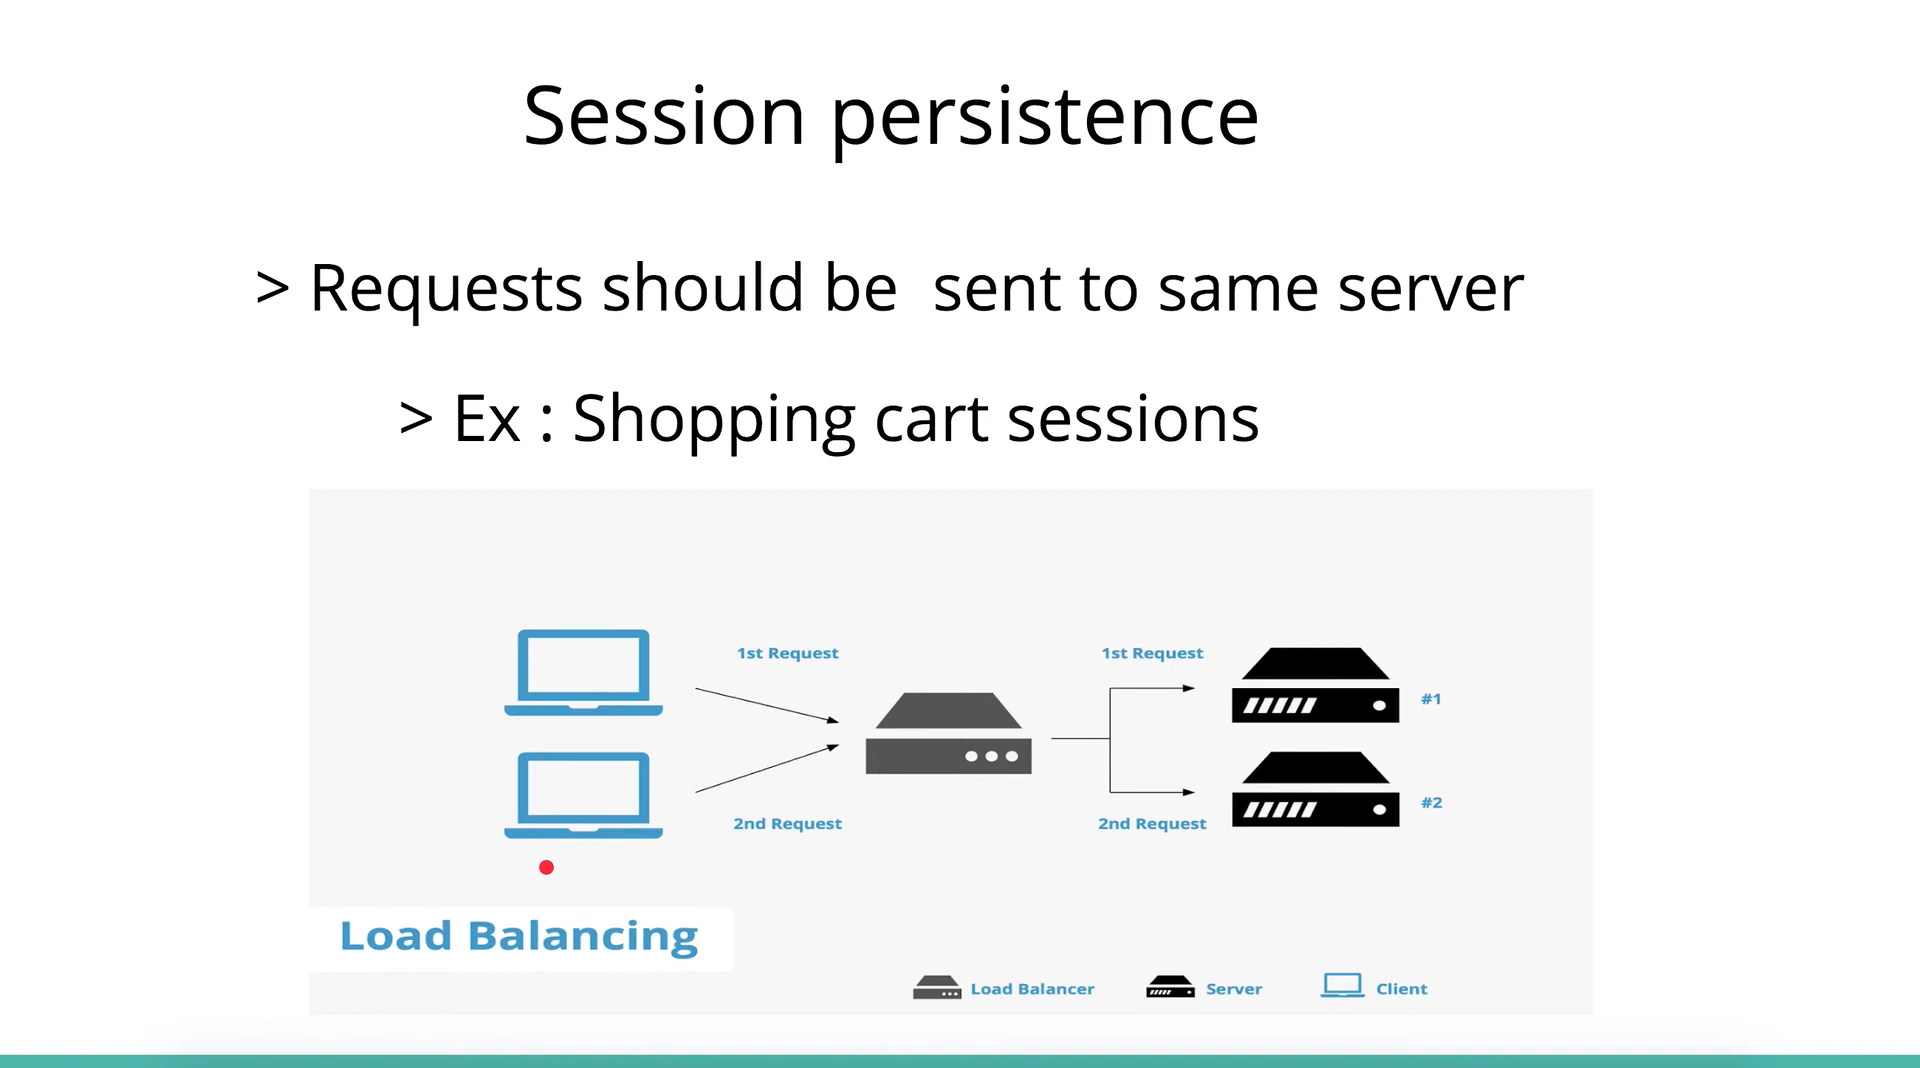 Session persistence
> Requests should be  sent to same server
> Ex : Shopping cart sessions
1st Request
1st Request
#1
#2
2nd Request
2nd Request
Load Balancing
Load Balancer
Server
Client